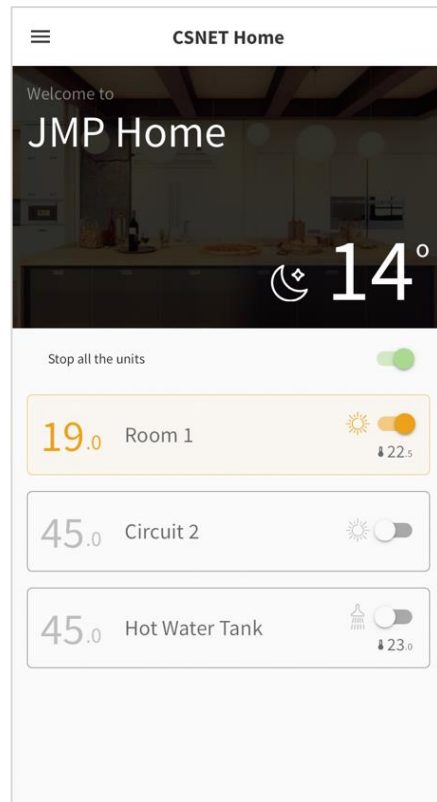 CSNET Home
Welcome to
JMP Home
14°
Stop all the units
19.0 Room 1
22.5
45.0 Circuit 2
45.0 Hot Water Tank
23.0